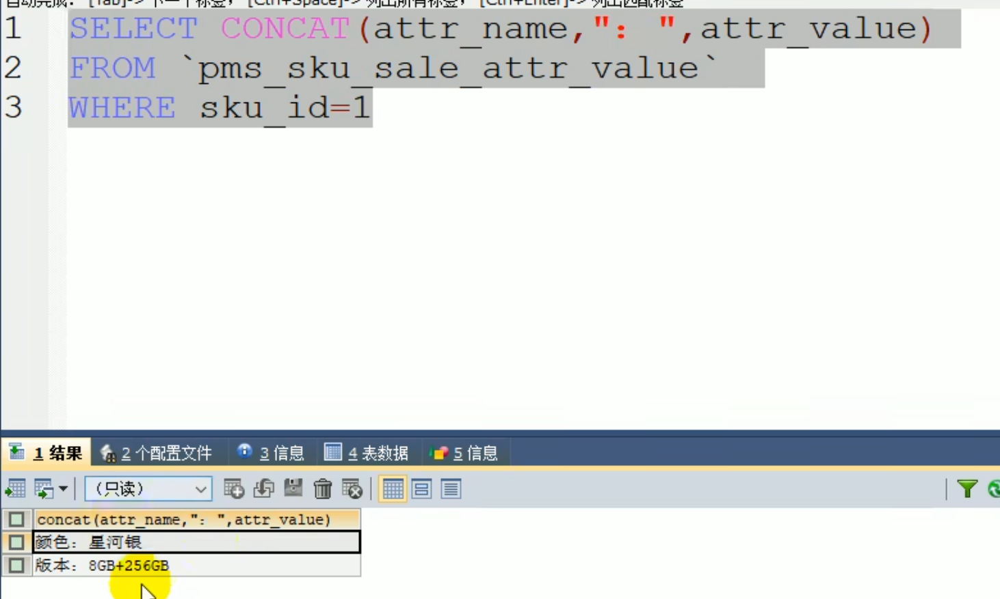 自动完成： [Tab]-> 下一个标签， [Ctrl+Space]-> 列出所有标签， [Ctrl+Enter]-> 列出匹配标签
1 SELECT CONCAT(attr_name,"： ",attr_value)
2 FROM `pms_sku_sale_attr_value`
3 WHERE sku_id=1
1 结果 2 个配置文件 3 信息 4 表数据 5 信息
（只读）
concat(attr_name,"： ",attr_value)
颜色：星河银
版本：8GB+256GB